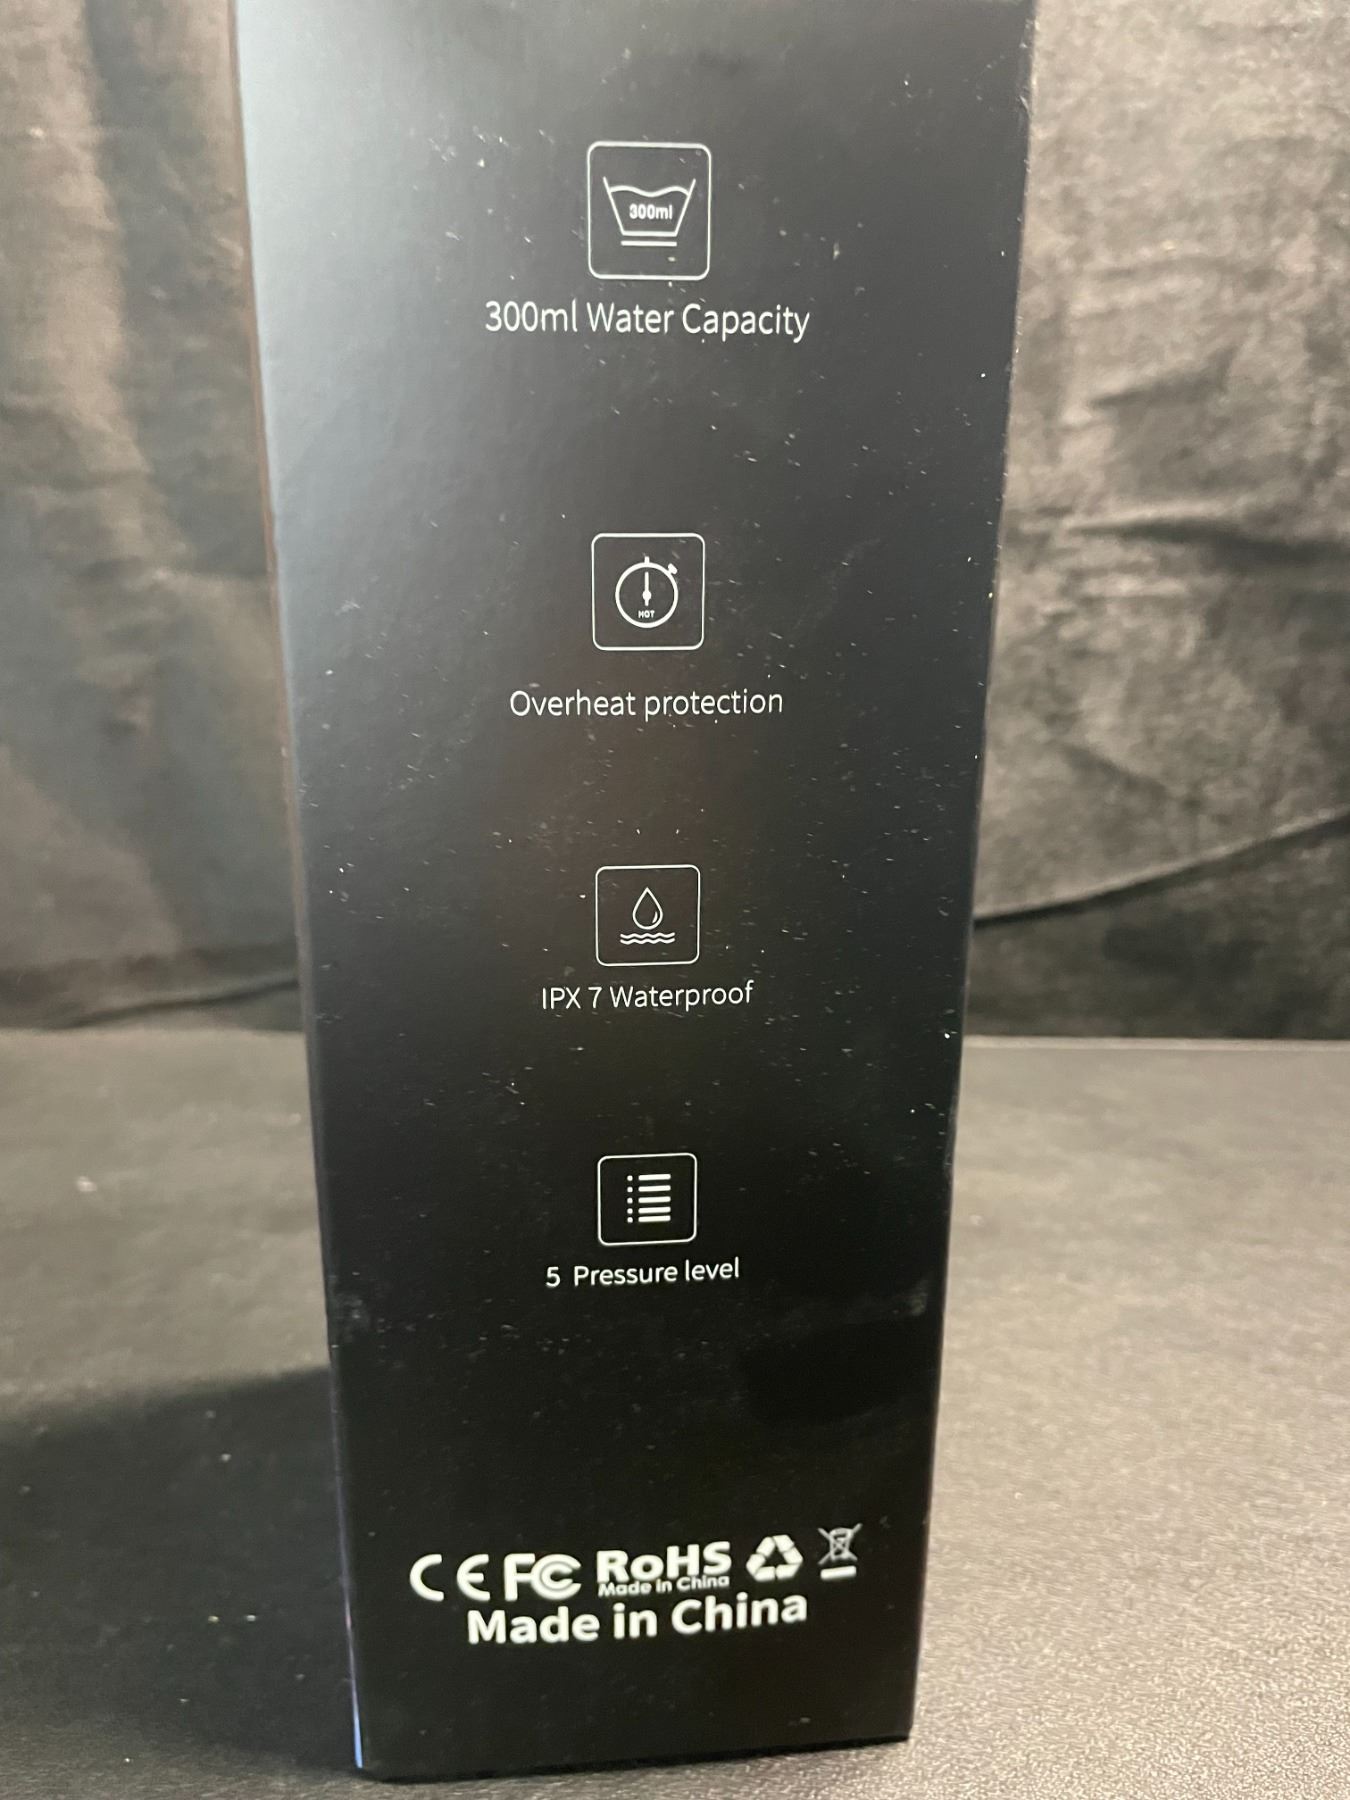 300ml
300ml Water Capacity
HOT
Overheat protection
IPX 7 Waterproof
5 Pressure level
CE FC RoHS
Made in China
Made in China